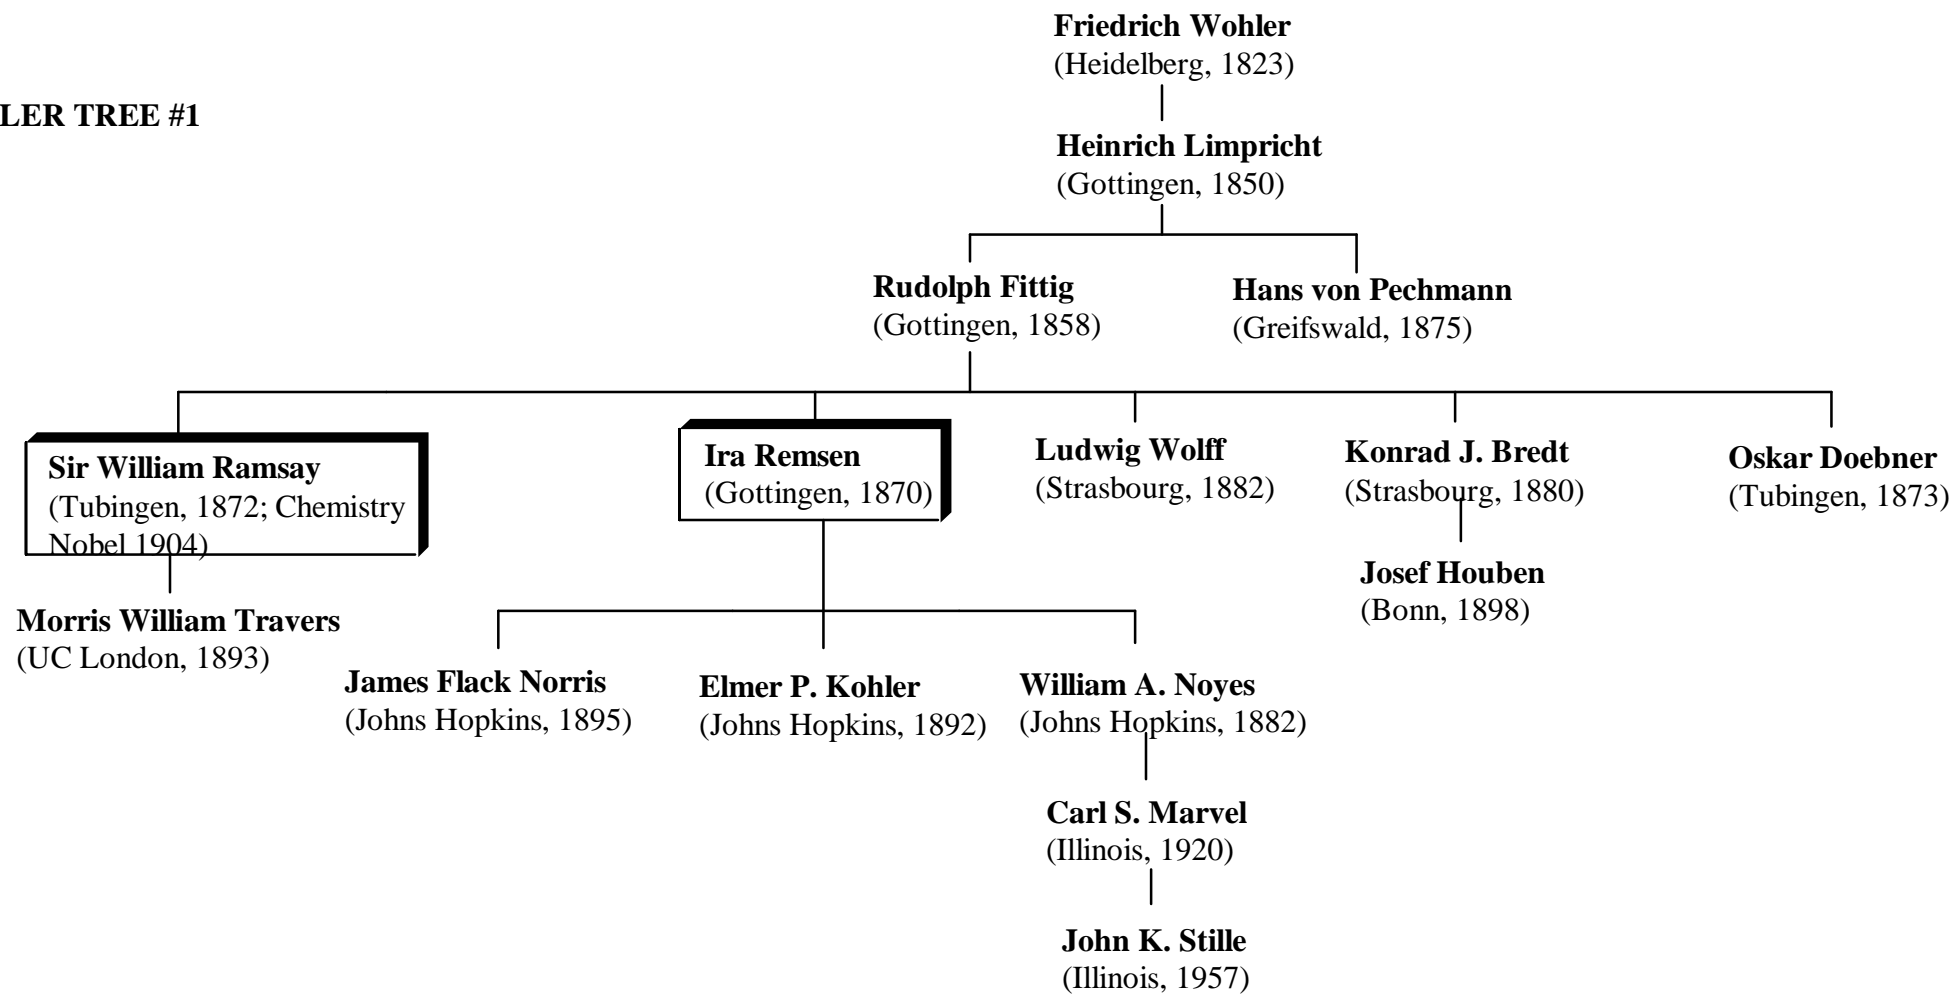 Friedrich Wohler
(Heidelberg, 1823)
LER TREE #1
Heinrich Limpricht
(Gottingen, 1850)
Rudolph Fittig
(Gottingen, 1858)
Hans von Pechmann
(Greifswald, 1875)
Sir William Ramsay
(Tubingen, 1872; Chemistry
Nobel 1904)
Ira Remsen
(Gottingen, 1870)
Ludwig Wolff
(Strasbourg, 1882)
Konrad J. Bredt
(Strasbourg, 1880)
Oskar Doebner
(Tubingen, 1873)
Josef Houben
(Bonn, 1898)
Morris William Travers
(UC London, 1893)
James Flack Norris
(Johns Hopkins, 1895)
Elmer P. Kohler
(Johns Hopkins, 1892)
William A. Noyes
(Johns Hopkins, 1882)
Carl S. Marvel
(Illinois, 1920)
John K. Stille
(Illinois, 1957)